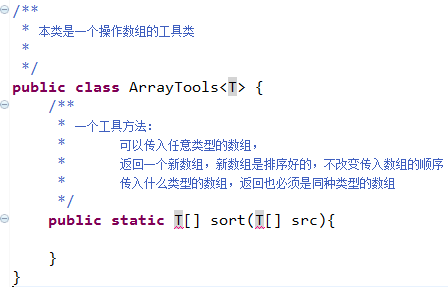 /**
 * 本类是一个操作数组的工具类
 *
 */
public class ArrayTools<T> {
    /**
     * 一个工具方法:
     *      可以传入任意类型的数组,
     *      返回一个新数组,新数组是排序好的,不改变传入数组的顺序
     *      传入什么类型的数组,返回也必须是同种类型的数组
     */
    public static T[] sort(T[] src){
    }
}